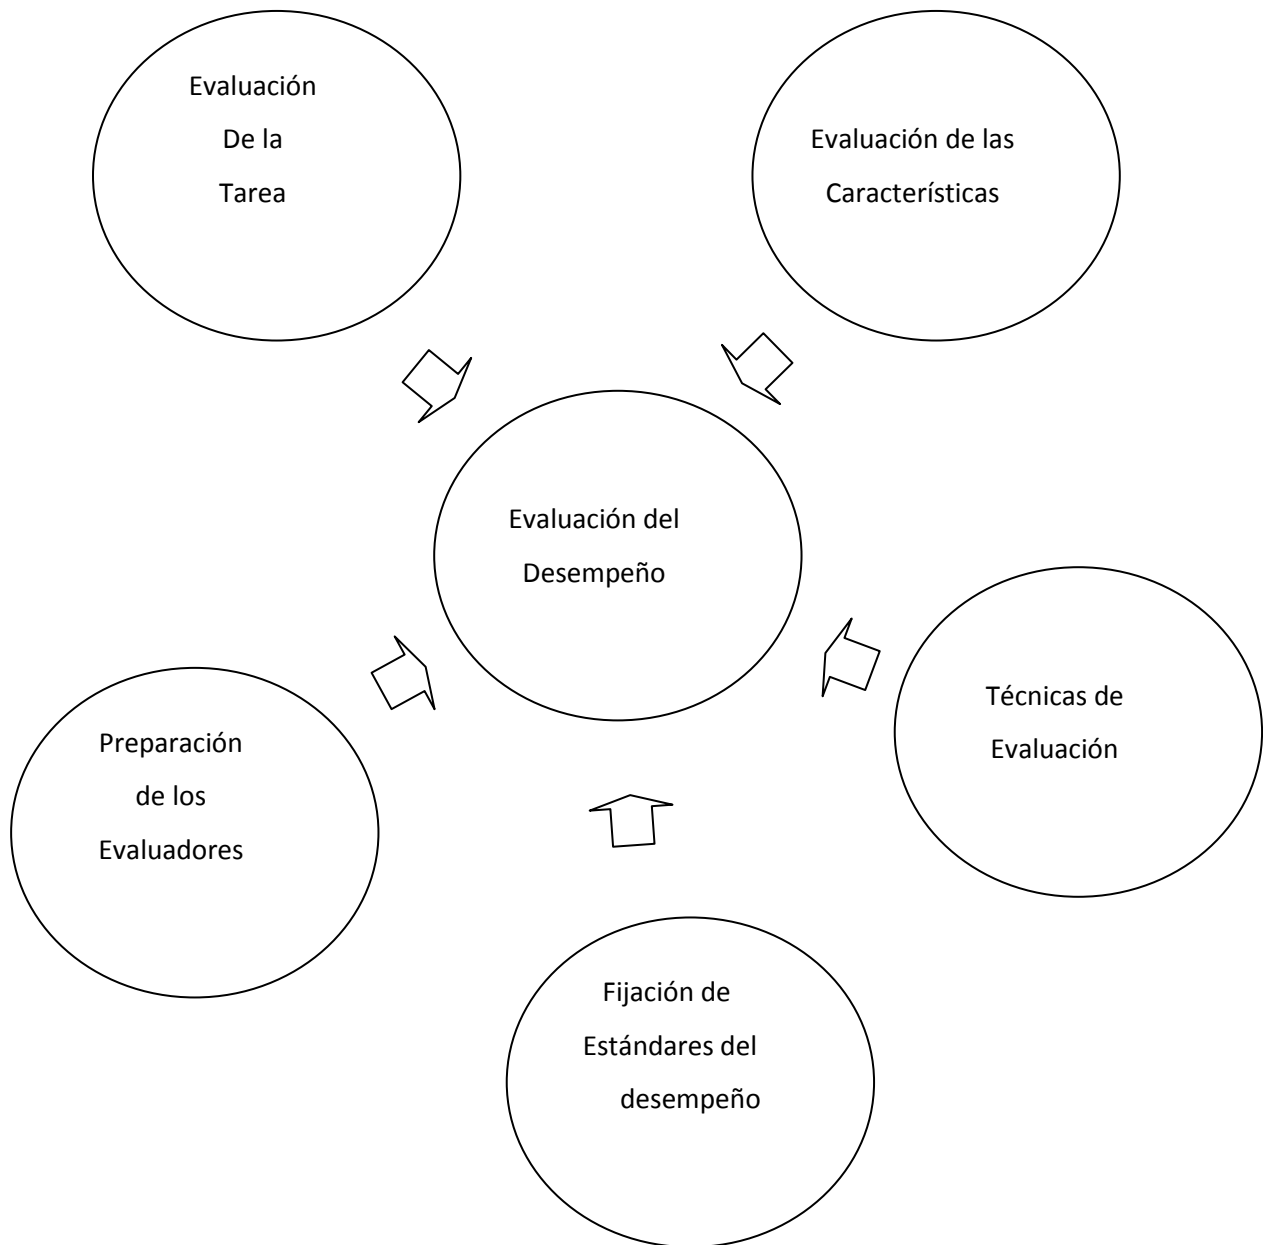 Evaluación
De la
Tarea
Evaluación de las
Características
Evaluación del
Desempeño
Técnicas de
Evaluación
Preparación
de los
Evaluadores
Fijación de
Estándares del
desempeño